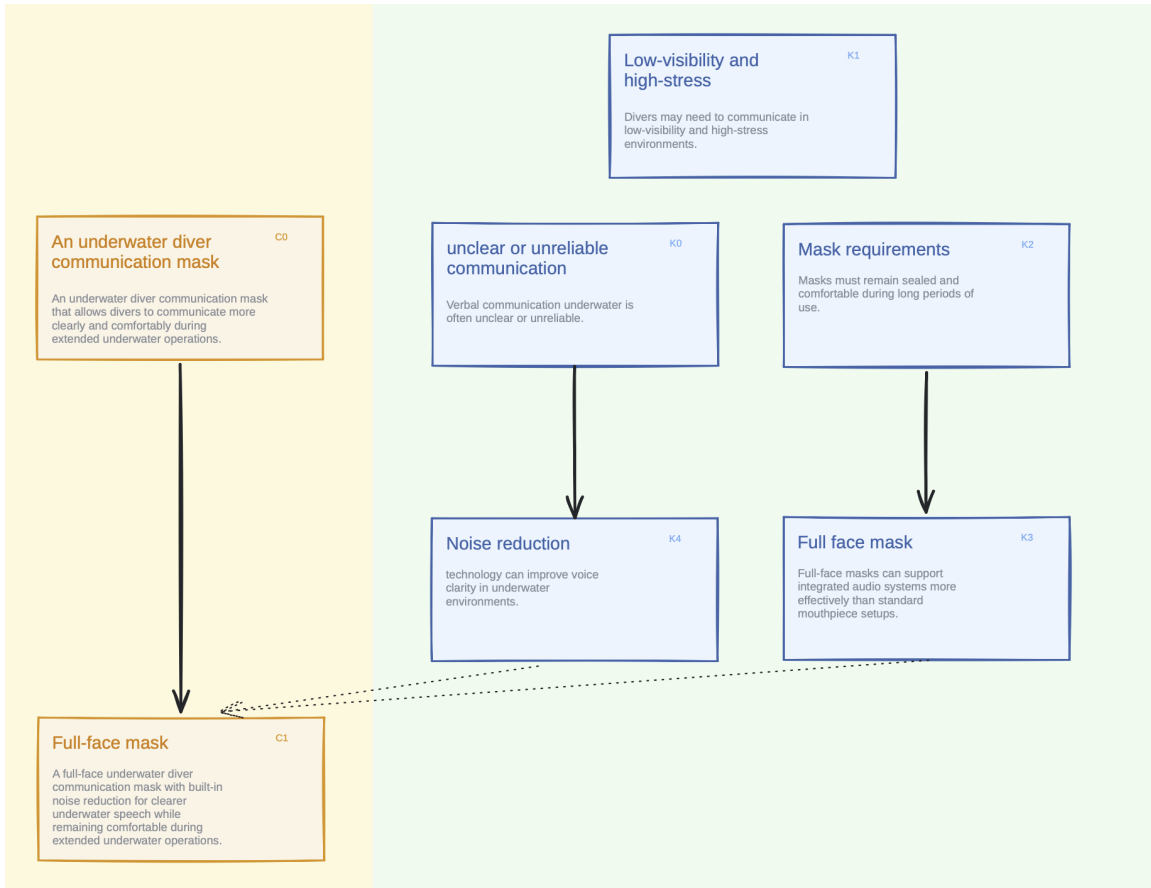 Low-visibility and
high-stress
K1
Divers may need to communicate in
low-visibility and high-stress
environments.
An underwater diver
communication mask
C0
An underwater diver communication mask
that allows divers to communicate more
clearly and comfortably during
extended underwater operations.
unclear or unreliable
communication
K0
Verbal communication underwater is
often unclear or unreliable.
Mask requirements
K2
Masks must remain sealed and
comfortable during long periods of
use.
Noise reduction
K4
technology can improve voice
clarity in underwater
environments.
Full face mask
K3
Full-face masks can support
integrated audio systems more
effectively than standard
mouthpiece setups.
Full-face mask
C1
A full-face underwater diver
communication mask with built-in
noise reduction for clearer
underwater speech while
remaining comfortable during
extended underwater operations.